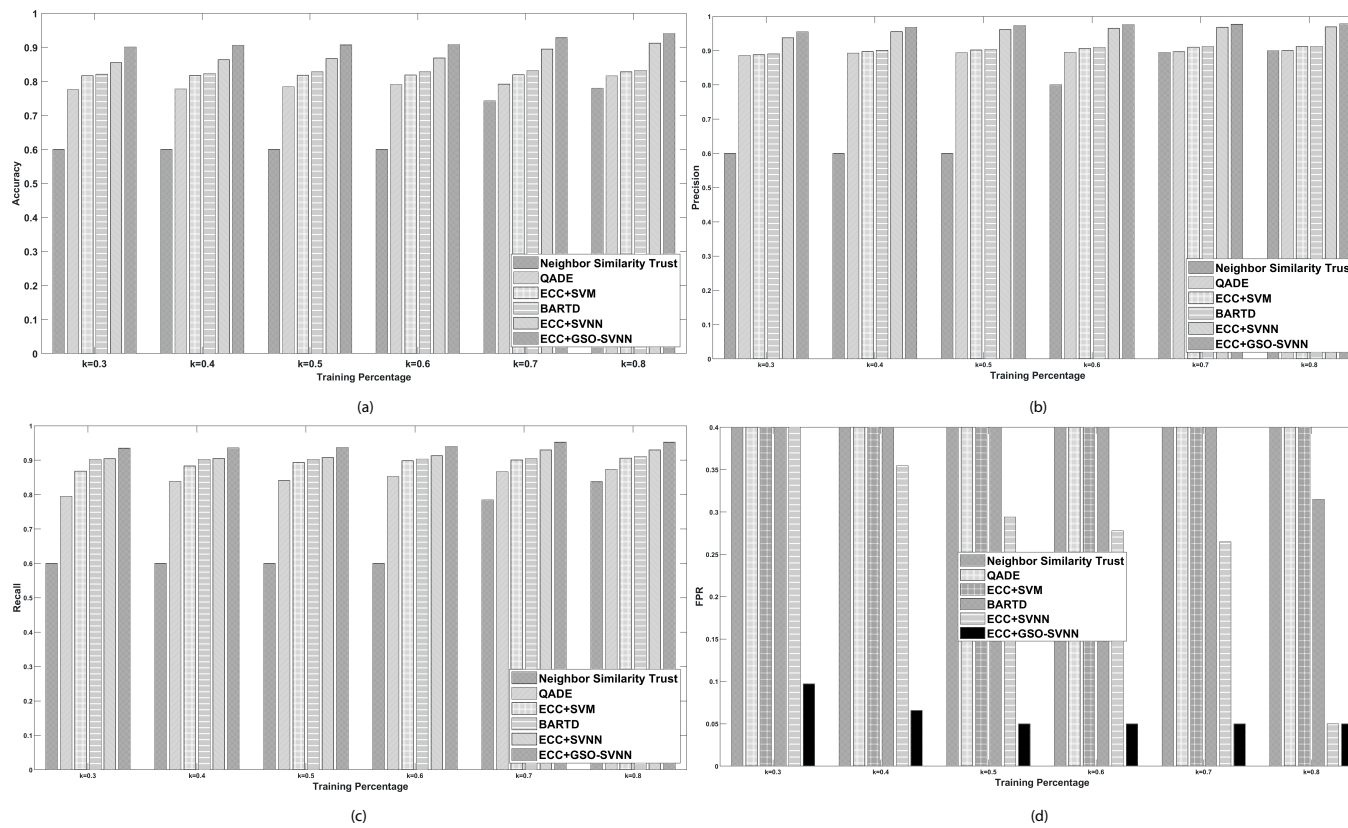 1
0.9
0.8
0.7
0.6
0.5
0.4
0.3
0.2
0.1
0
Accuracy
k=0.3 k=0.4 k=0.5 k=0.6 k=0.7 k=0.8
Training Percentage
Neighbor Similarity Trust
QADE
ECC+SVM
BARTD
ECC+SVNN
ECC+GSO-SVNN
(a)
1
0.9
0.8
0.7
0.6
0.5
0.4
0.3
0.2
0.1
0
Precision
k=0.3 k=0.4 k=0.5 k=0.6 k=0.7 k=0.8
Training Percentage
Neighbor Similarity Trust
QADE
ECC+SVM
BARTD
ECC+SVNN
ECC+GSO-SVNN
(b)
1
0.9
0.8
0.7
0.6
0.5
0.4
0.3
0.2
0.1
0
Recall
k=0.3 k=0.4 k=0.5 k=0.6 k=0.7 k=0.8
Training Percentage
Neighbor Similarity Trust
QADE
ECC+SVM
BARTD
ECC+SVNN
ECC+GSO-SVNN
(c)
0.4
0.35
0.3
0.25
0.2
0.15
0.1
0.05
0
FPR
k=0.3 k=0.4 k=0.5 k=0.6 k=0.7 k=0.8
Training Percentage
Neighbor Similarity Trust
QADE
ECC+SVM
BARTD
ECC+SVNN
ECC+GSO-SVNN
(d)